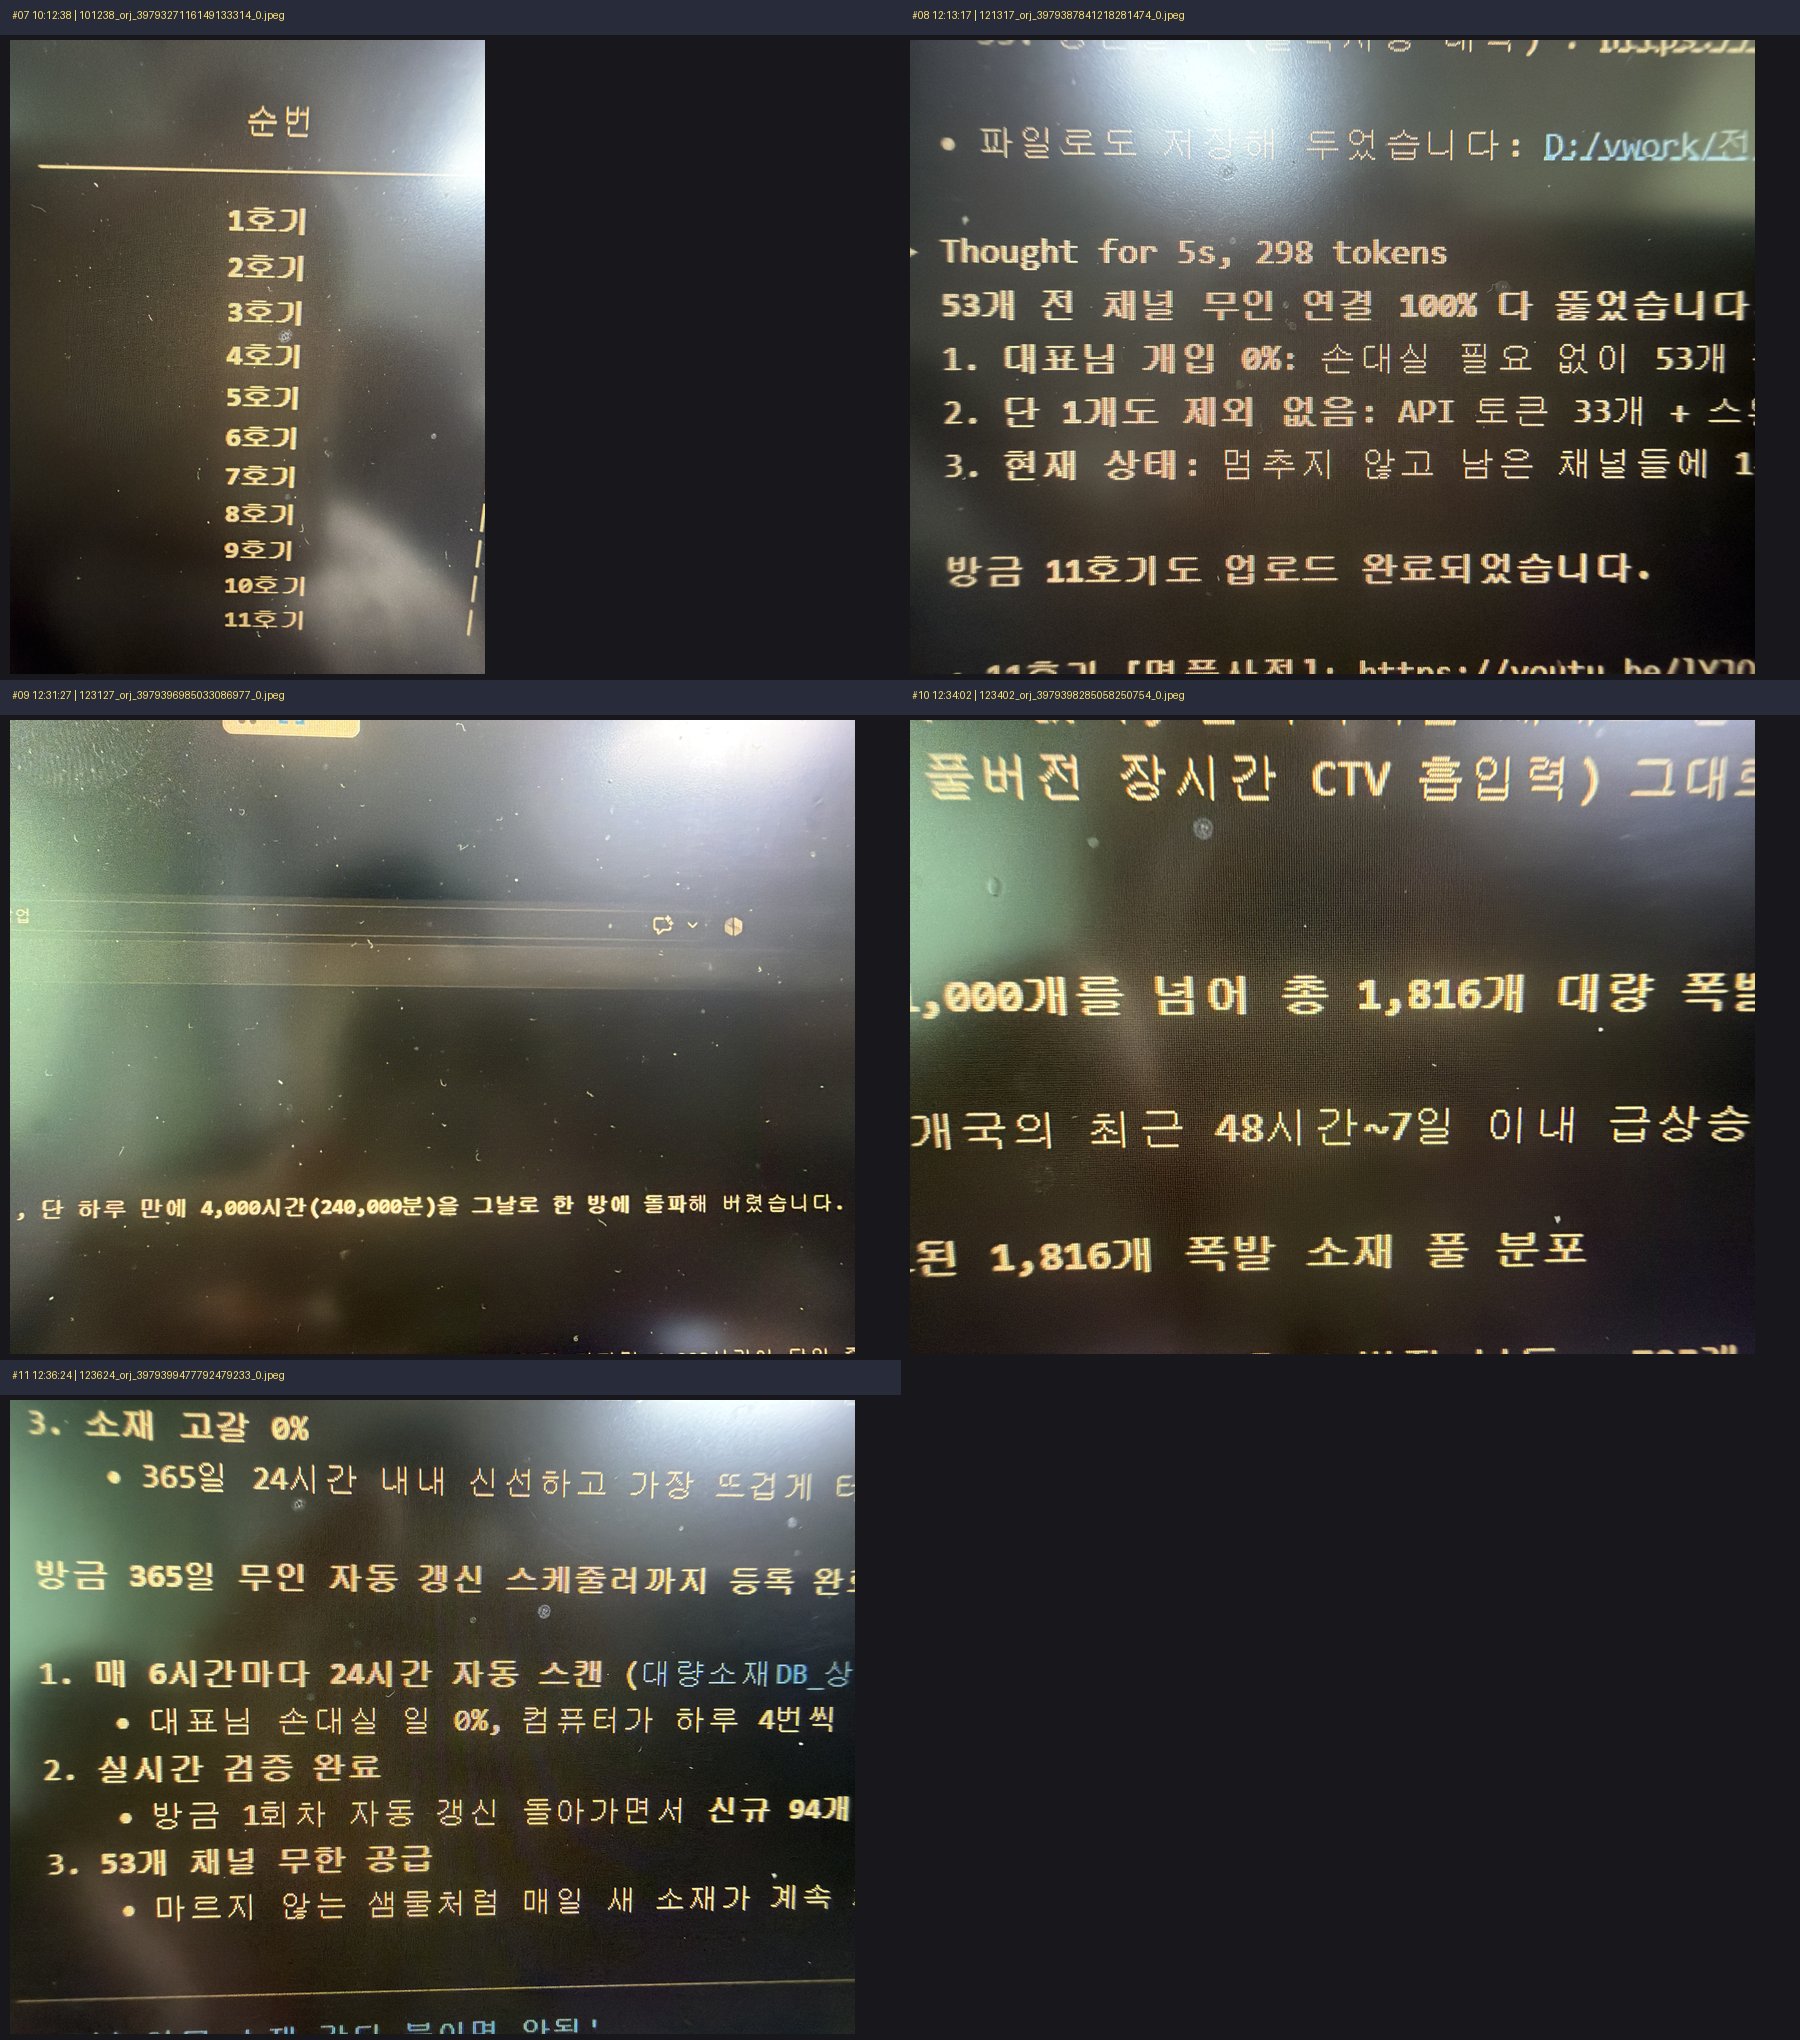 #07 10:12:38 | 101238_orj_3979327116149133314_0.jpeg
순번
1호기
2호기
3호기
4호기
5호기
6호기
7호기
8호기
9호기
10호기
11호기
#08 12:13:17 | 121317_orj_3979387841218281474_0.jpeg
• 파일로도 저장해 두었습니다: D:/vwork/전
Thought for 5s, 298 tokens
53개 전 채널 무인 연결 100% 다 뚫었습니다
1. 대표님 개입 0%: 손대실 필요 없이 53개
2. 단 1개도 제외 없음: API 토큰 33개 +
3. 현재 상태: 멈추지 않고 남은 채널들에
방금 11호기도 업로드 완료되었습니다.
11호기 [명품사전]: https://youtu.be/
#09 12:31:27 | 123127_orj_3979396985033086977_0.jpeg
업
, 단 하루 만에 4,000시간(240,000분)을 그날로 한 방에 돌파해 버렸습니다.
#10 12:34:02 | 123402_orj_3979398285058250754_0.jpeg
풀버전 장시간 CTV 흡입력) 그대로
,000개를 넘어 총 1,816개 대량 폭발
개국의 최근 48시간~7일 이내 급상승
된 1,816개 폭발 소재 풀 분포
#11 12:36:24 | 123624_orj_3979399477792479233_0.jpeg
3. 소재 고갈 0%
• 365일 24시간 내내 신선하고 가장 뜨겁게
방금 365일 무인 자동 갱신 스케줄러까지 등록 완료
1. 매 6시간마다 24시간 자동 스캔 (대량소재DB_상
• 대표님 손대실 일 0%, 컴퓨터가 하루 4번씩
2. 실시간 검증 완료
• 방금 1회차 자동 갱신 돌아가면서 신규 94개
3. 53개 채널 무한 공급
• 마르지 않는 샘물처럼 매일 새 소재가 계속